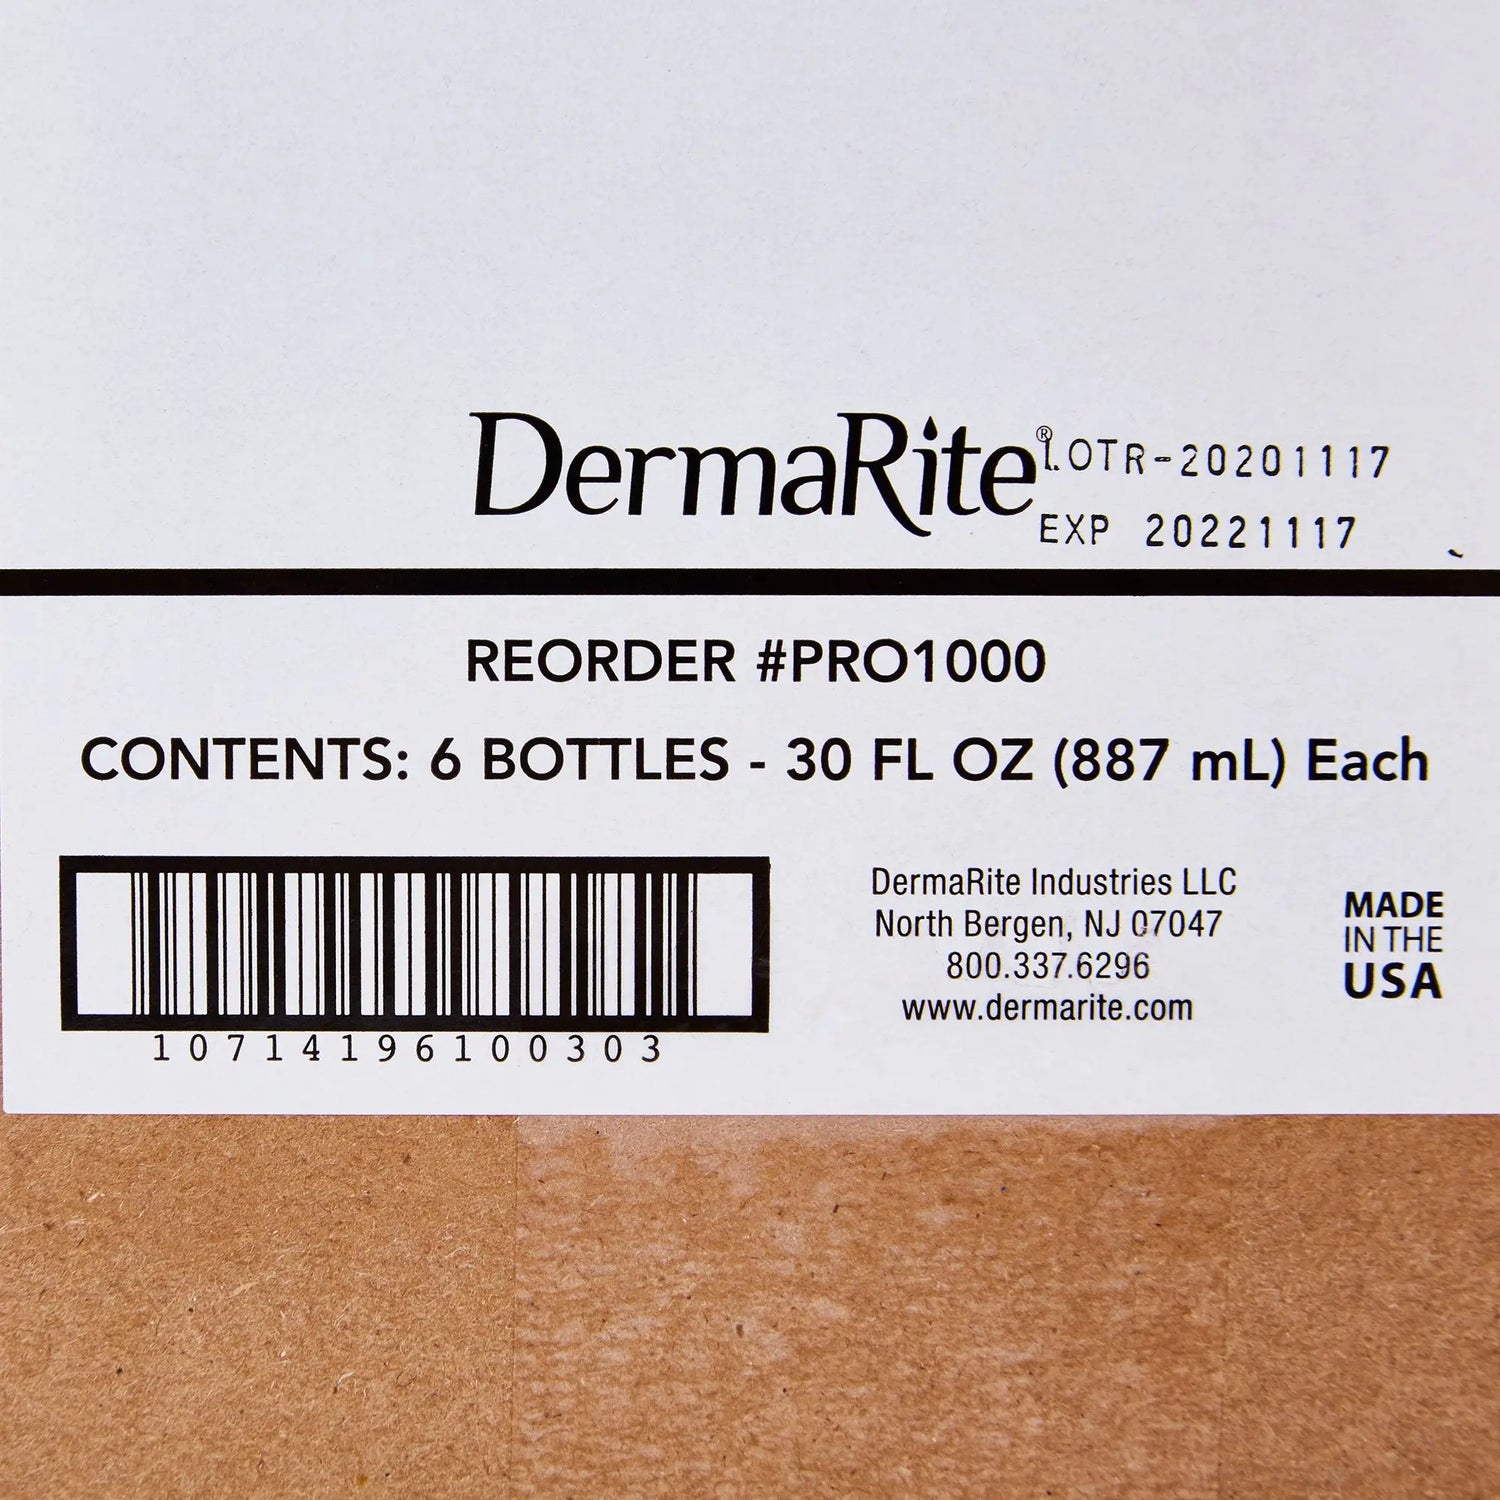 DermaRite®
LOTR-20201117
EXP 20221117
REORDER #PRO1000
CONTENTS: 6 BOTTLES - 30 FL OZ (887 mL) Each
10714196100303
DermaRite Industries LLC
North Bergen, NJ 07047
800.337.6296
www.dermarite.com
MADE
IN THE
USA